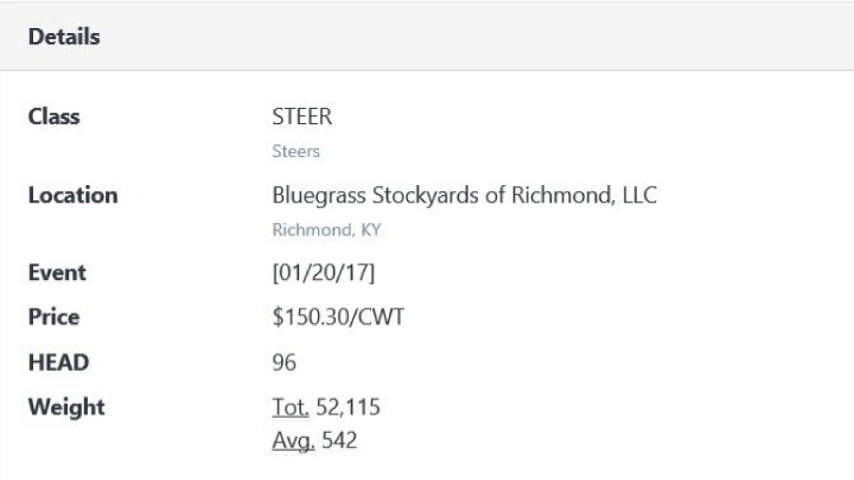 Details
Class STEER
Steers
Location Bluegrass Stockyards of Richmond, LLC
Richmond, KY
Event [01/20/17]
Price $150.30/CWT
HEAD 96
Weight Tot. 52,115
Avg. 542